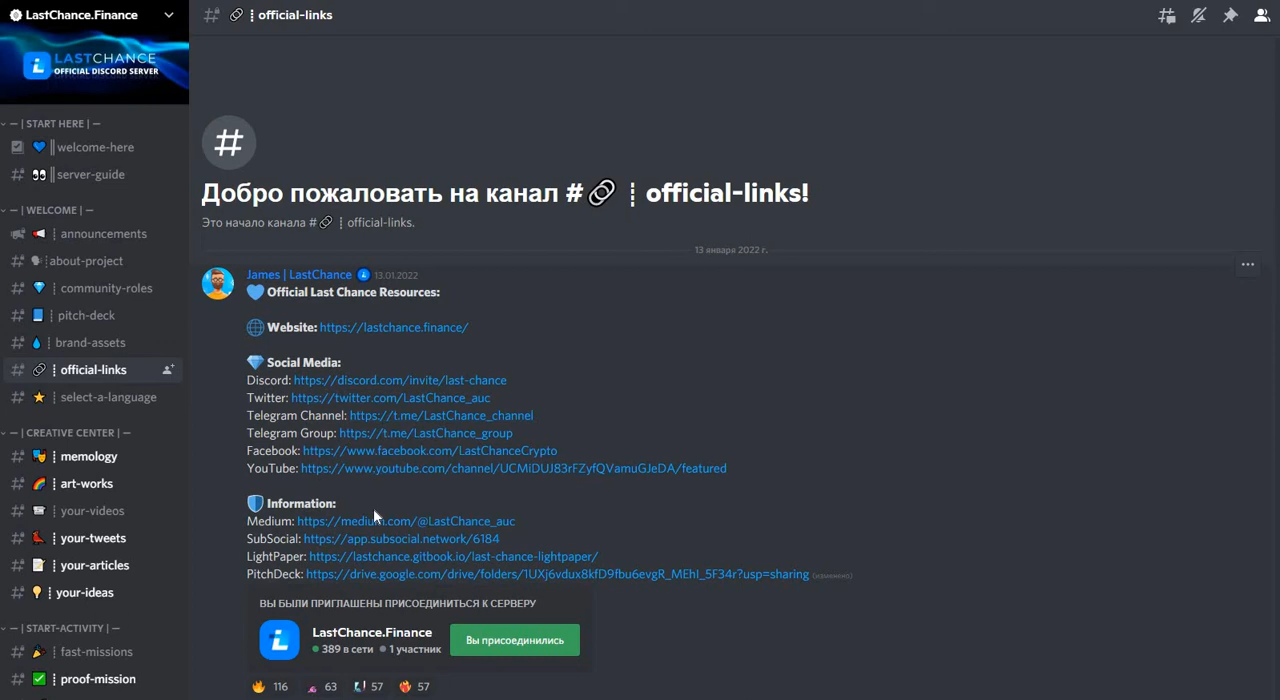 LastChance.Finance
LASTCHANCE
OFFICIAL DISCORD SERVER
— | START HERE | —
welcome-here
server-guide
— | WELCOME | —
announcements
about-project
community-roles
pitch-deck
brand-assets
official-links
select-a-language
— | CREATIVE CENTER | —
memology
art-works
your-videos
your-tweets
your-articles
your-ideas
— | START-ACTIVITY | —
fast-missions
proof-mission
official-links
Добро пожаловать на канал #🔗┊official-links!
Это начало канала #🔗┊official-links.
13 января 2022 г.
James | LastChance 13.01.2022
💙 Official Last Chance Resources:
🌐 Website: https://lastchance.finance/
💎 Social Media:
Discord: https://discord.com/invite/last-chance
Twitter: https://twitter.com/LastChance_auc
Telegram Channel: https://t.me/LastChance_channel
Telegram Group: https://t.me/LastChance_group
Facebook: https://www.facebook.com/LastChanceCrypto
YouTube: https://www.youtube.com/channel/UCMiDUJ83rFZyfQVamuGJeDA/featured
🛡 Information:
Medium: https://medium.com/@LastChance_auc
SubSocial: https://app.subsocial.network/6184
LightPaper: https://lastchance.gitbook.io/last-chance-lightpaper/
PitchDeck: https://drive.google.com/drive/folders/1UXj6vdux8kfD9fbu6evgR_MEhI_5F34r?usp=sharing (изменено)
ВЫ БЫЛИ ПРИГЛАШЕНЫ ПРИСОЕДИНИТЬСЯ К СЕРВЕРУ
LastChance.Finance
389 в сети 1 участник
Вы присоединились
116 63 57 57